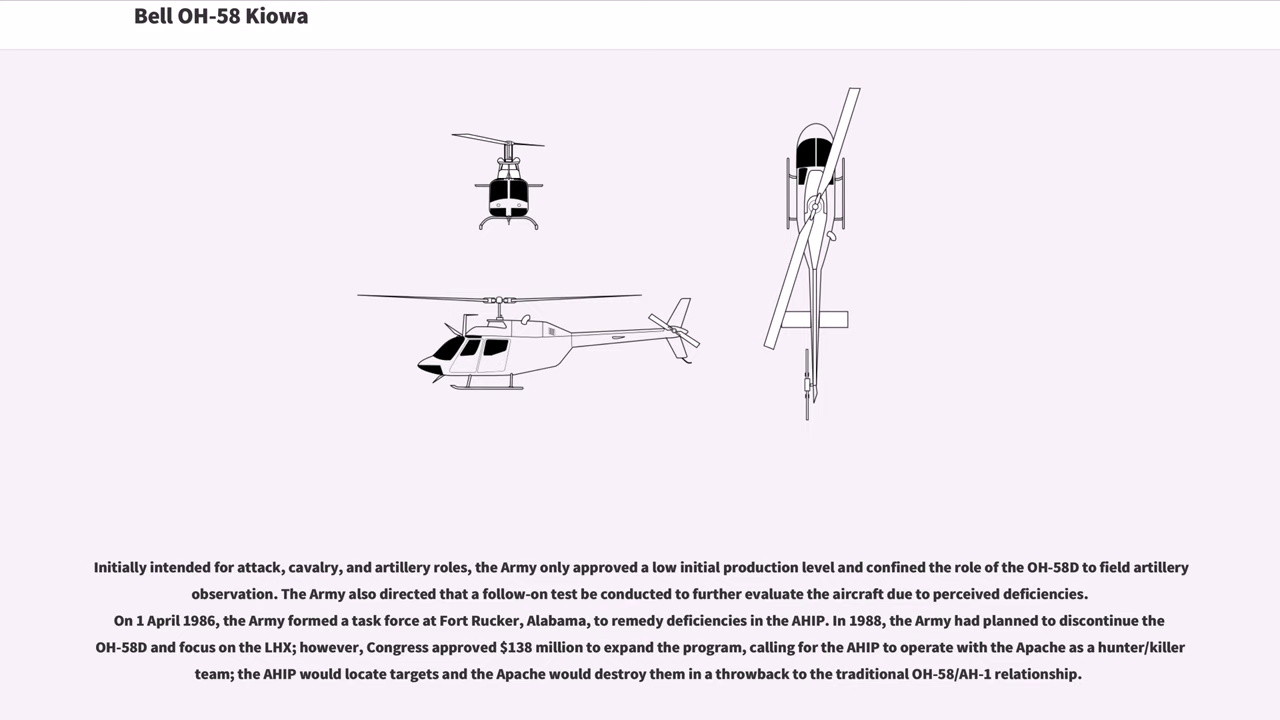 Bell OH-58 Kiowa
Initially intended for attack, cavalry, and artillery roles, the Army only approved a low initial production level and confined the role of the OH-58D to field artillery
observation. The Army also directed that a follow-on test be conducted to further evaluate the aircraft due to perceived deficiencies.
On 1 April 1986, the Army formed a task force at Fort Rucker, Alabama, to remedy deficiencies in the AHIP. In 1988, the Army had planned to discontinue the
OH-58D and focus on the LHX; however, Congress approved $138 million to expand the program, calling for the AHIP to operate with the Apache as a hunter/killer
team; the AHIP would locate targets and the Apache would destroy them in a throwback to the traditional OH-58/AH-1 relationship.